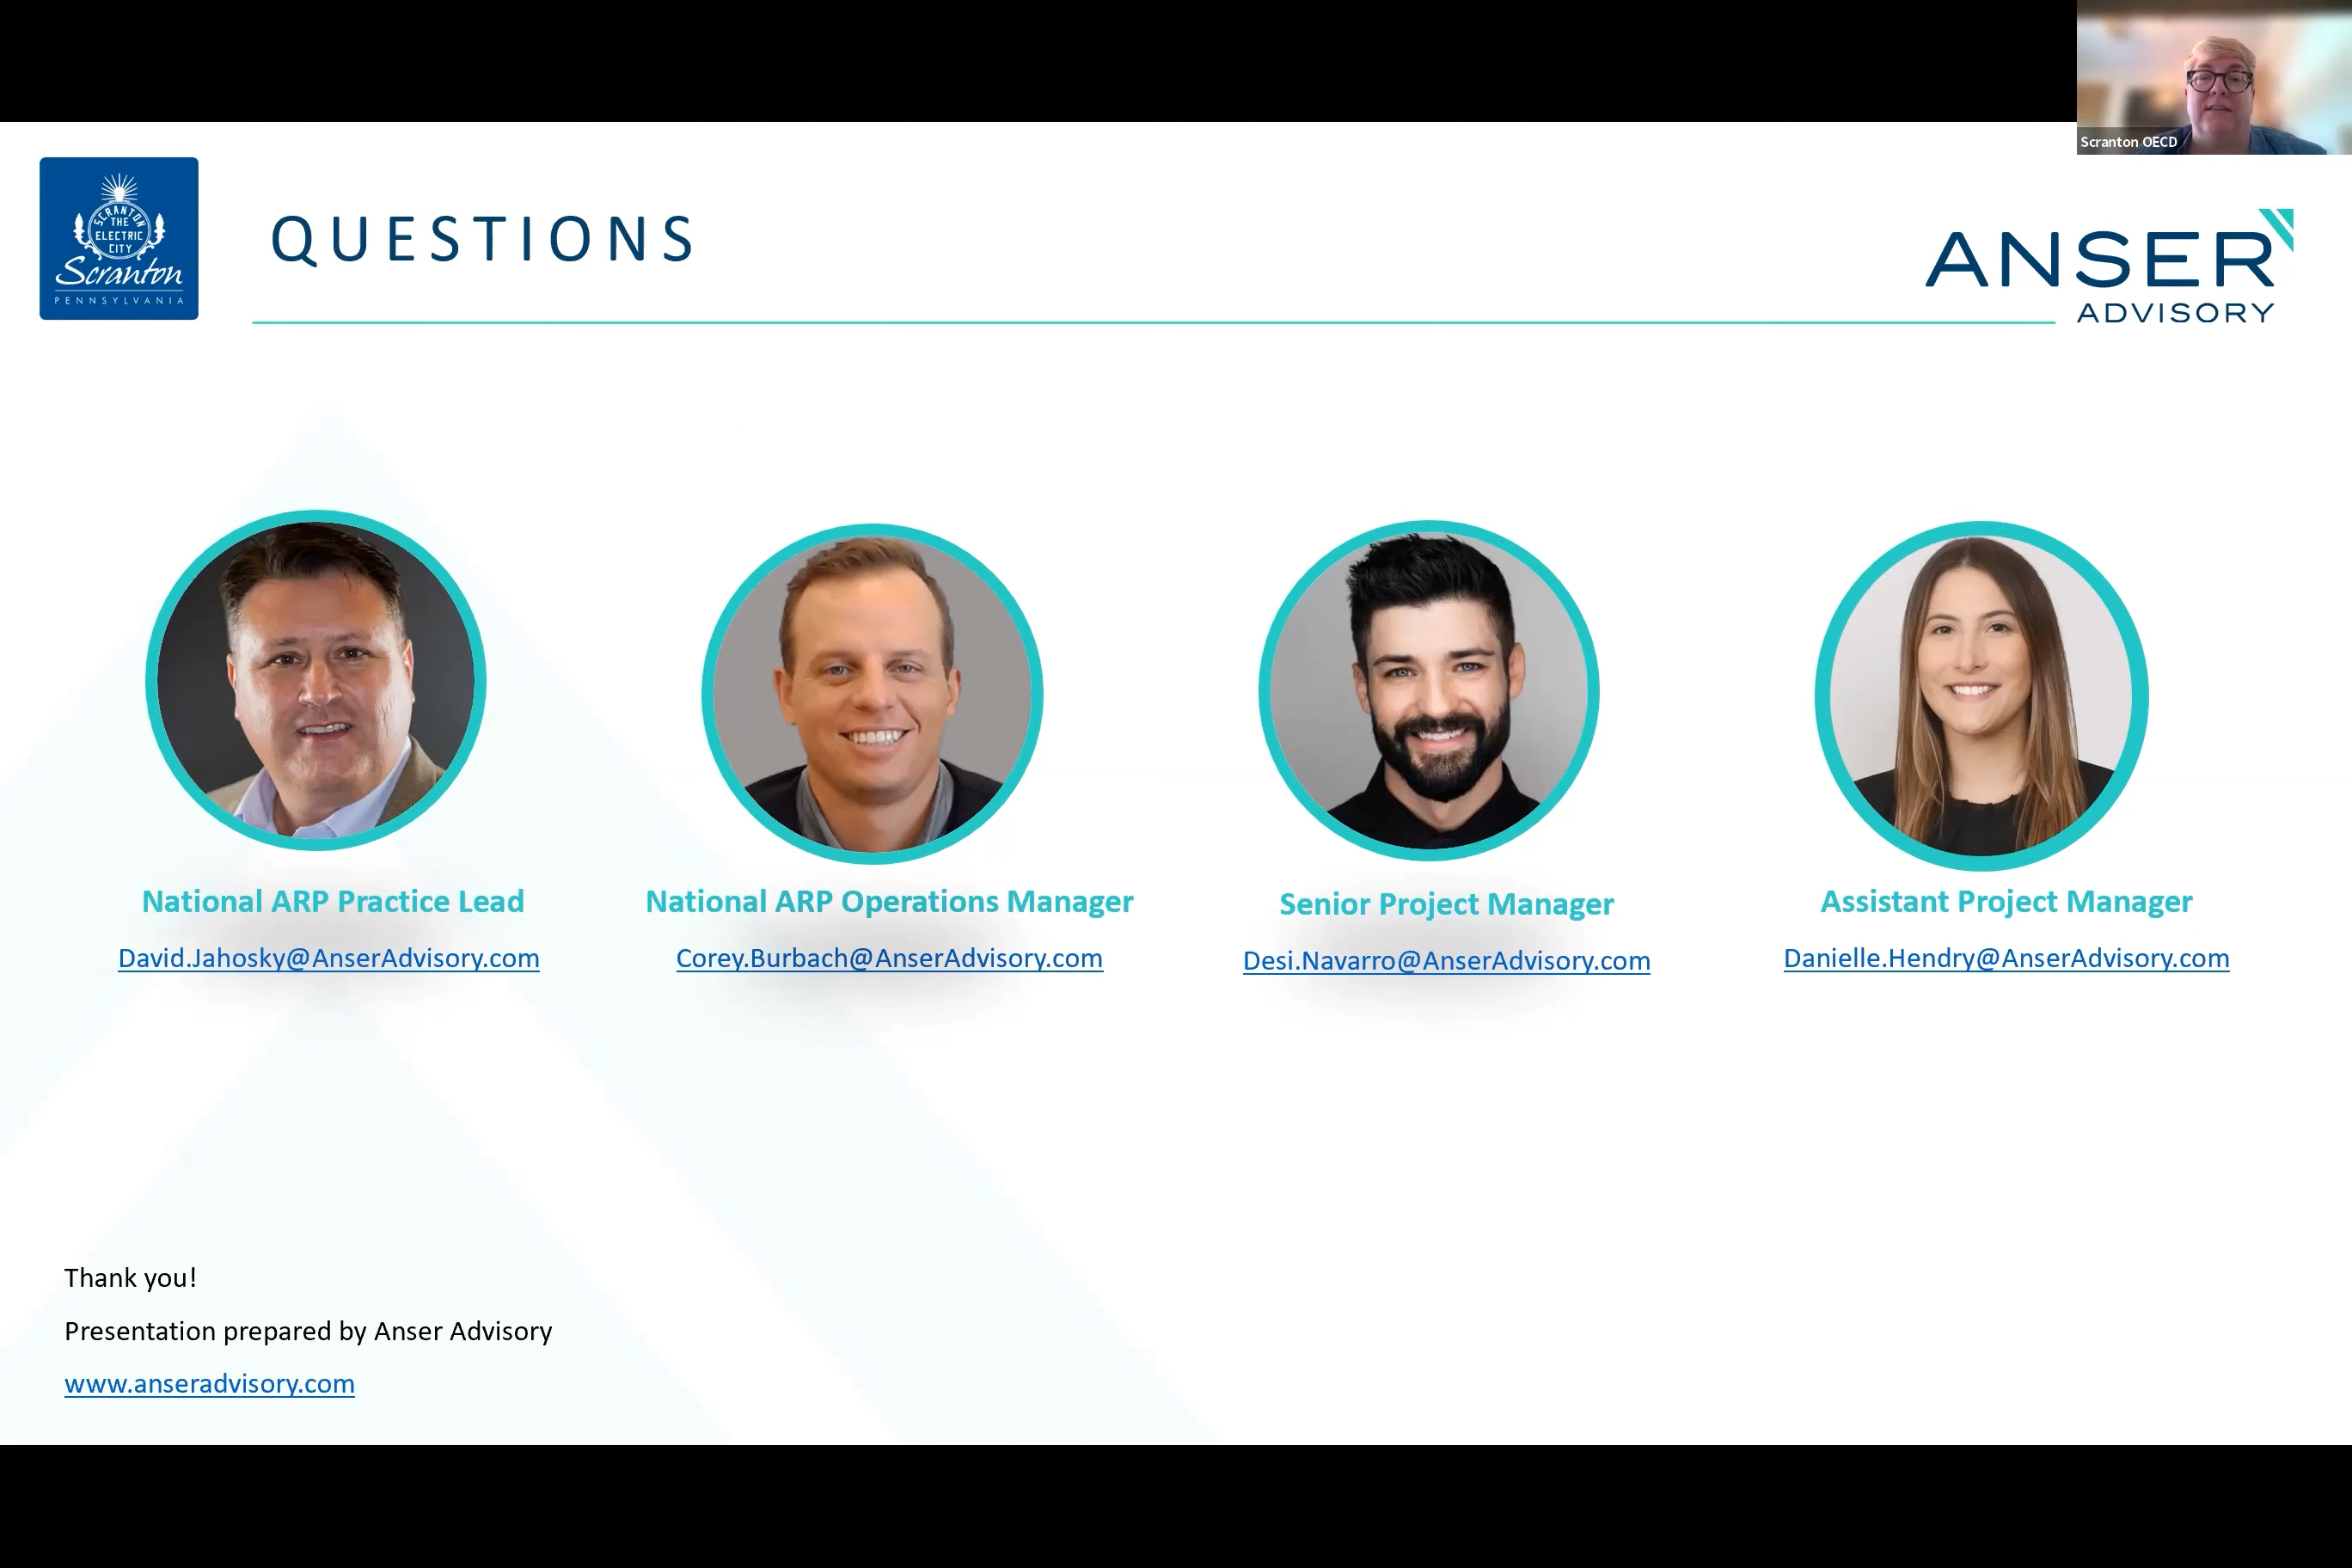 Scranton OECD
SCRANTON
THE
ELECTRIC
CITY
Scranton
PENNSYLVANIA
QUESTIONS
ANSER
ADVISORY
National ARP Practice Lead
David.Jahosky@AnserAdvisory.com
National ARP Operations Manager
Corey.Burbach@AnserAdvisory.com
Senior Project Manager
Desi.Navarro@AnserAdvisory.com
Assistant Project Manager
Danielle.Hendry@AnserAdvisory.com
Thank you!
Presentation prepared by Anser Advisory
www.anseradvisory.com